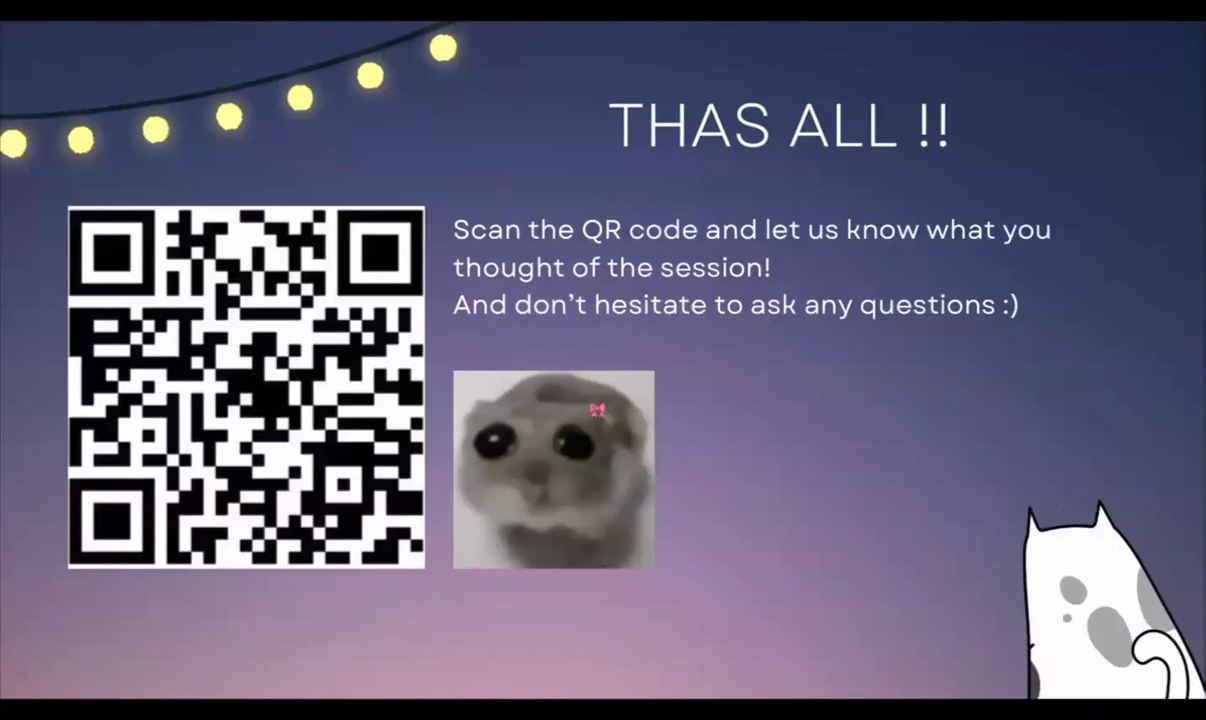 THAS ALL !!
Scan the QR code and let us know what you
thought of the session!
And don’t hesitate to ask any questions :)